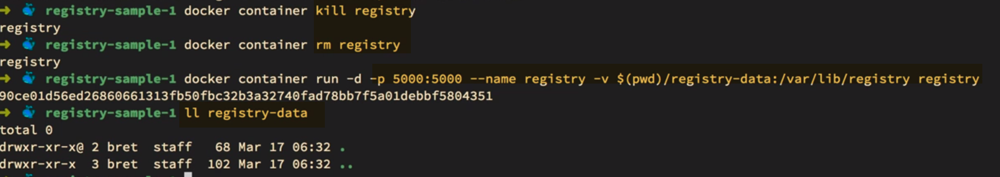 → registry-sample-1 docker container kill registry
registry
→ registry-sample-1 docker container rm registry
registry
→ registry-sample-1 docker container run -d -p 5000:5000 --name registry -v $(pwd)/registry-data:/var/lib/registry registry
90ce01d56ed26860661313fb50fbc32b3a32740fad78bb7f5a01debbf5804351
→ registry-sample-1 ll registry-data
total 0
drwxr-xr-x@ 2 bret  staff   68 Mar 17 06:32 .
drwxr-xr-x  3 bret  staff  102 Mar 17 06:32 ..